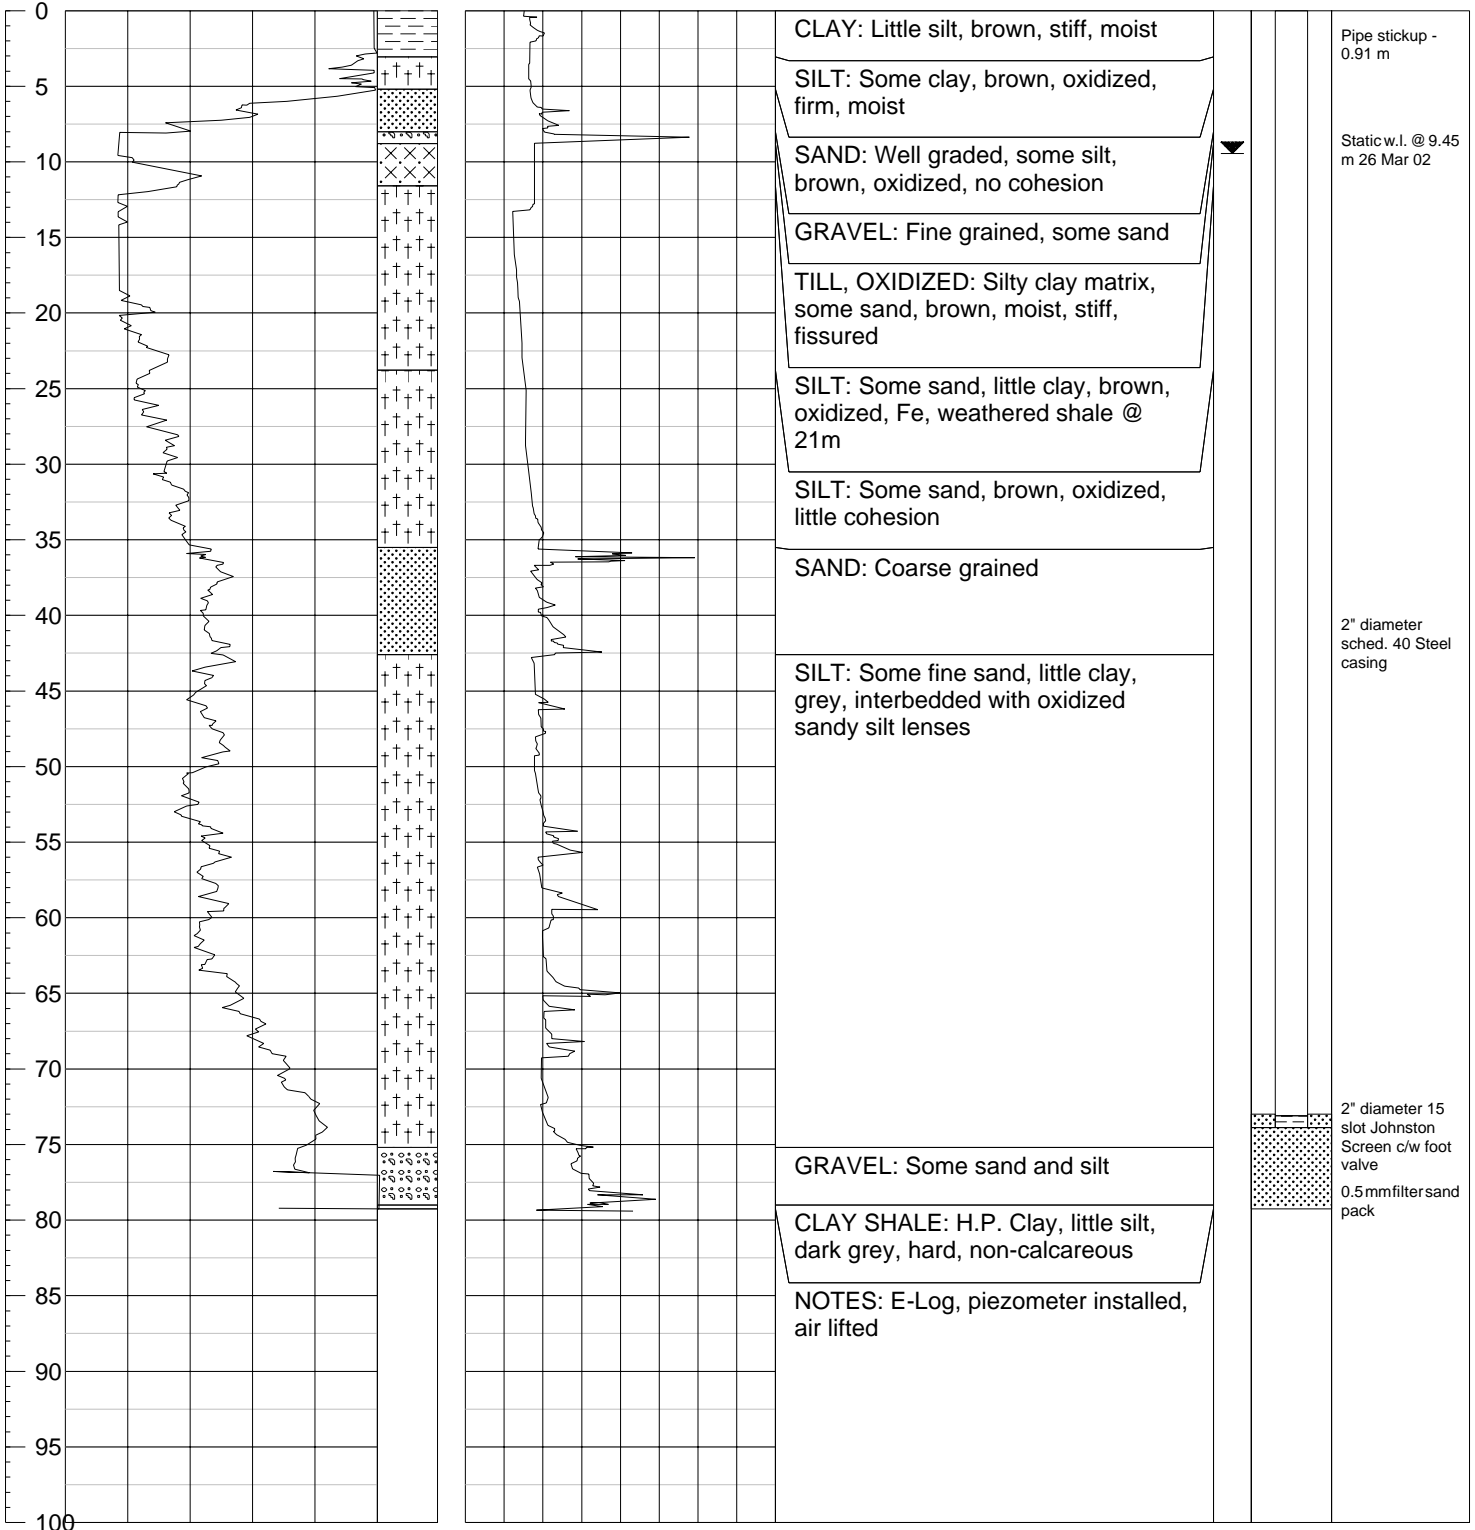 0
5
10
15
20
25
30
35
40
45
50
55
60
65
70
75
80
85
90
95
100
CLAY: Little silt, brown, stiff, moist
SILT: Some clay, brown, oxidized,
firm, moist
SAND: Well graded, some silt,
brown, oxidized, no cohesion
GRAVEL: Fine grained, some sand
TILL, OXIDIZED: Silty clay matrix,
some sand, brown, moist, stiff,
fissured
SILT: Some sand, little clay, brown,
oxidized, Fe, weathered shale @
21m
SILT: Some sand, brown, oxidized,
little cohesion
SAND: Coarse grained
SILT: Some fine sand, little clay,
grey, interbedded with oxidized
sandy silt lenses
GRAVEL: Some sand and silt
CLAY SHALE: H.P. Clay, little silt,
dark grey, hard, non-calcareous
NOTES: E-Log, piezometer installed,
air lifted
Pipe stickup -
0.91 m
Static w.l. @ 9.45
m 26 Mar 02
2" diameter
sched. 40 Steel
casing
2" diameter 15
slot Johnston
Screen c/w foot
valve
0.5 mm filter sand
pack